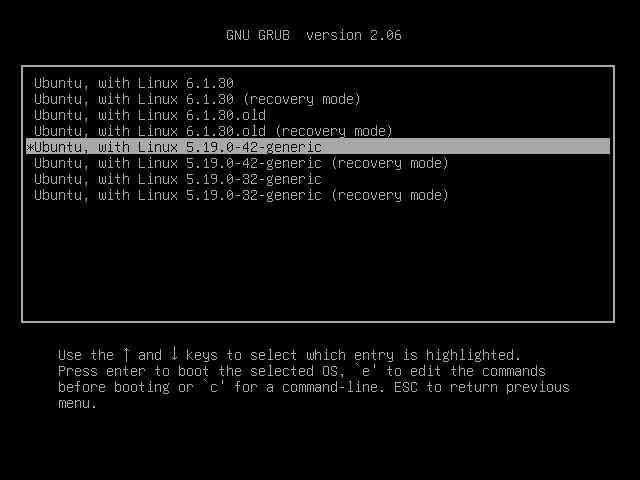 GNU GRUB  version 2.06
Ubuntu, with Linux 6.1.30
Ubuntu, with Linux 6.1.30 (recovery mode)
Ubuntu, with Linux 6.1.30.old
Ubuntu, with Linux 6.1.30.old (recovery mode)
*Ubuntu, with Linux 5.19.0-42-generic
Ubuntu, with Linux 5.19.0-42-generic (recovery mode)
Ubuntu, with Linux 5.19.0-32-generic
Ubuntu, with Linux 5.19.0-32-generic (recovery mode)
Use the ↑ and ↓ keys to select which entry is highlighted.
Press enter to boot the selected OS, `e' to edit the commands
before booting or `c' for a command-line. ESC to return previous
menu.